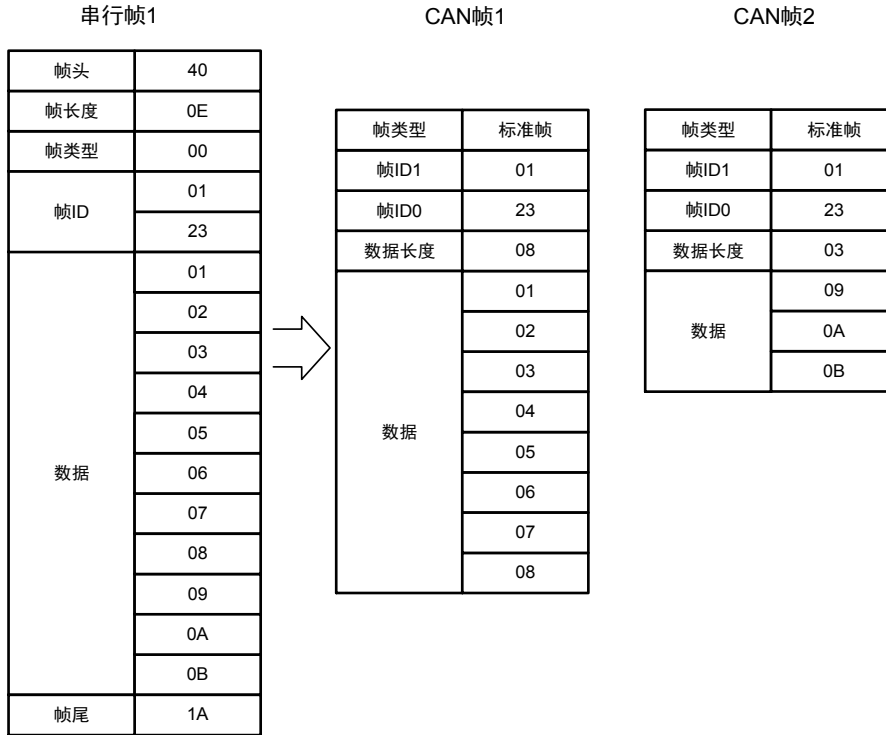 串行帧1
帧头 40
帧长度 0E
帧类型 00
帧ID 01
23
数据 01
02
03
04
05
06
07
08
09
0A
0B
帧尾 1A
CAN帧1
帧类型 标准帧
帧ID1 01
帧ID0 23
数据长度 08
数据 01
02
03
04
05
06
07
08
CAN帧2
帧类型 标准帧
帧ID1 01
帧ID0 23
数据长度 03
数据 09
0A
0B